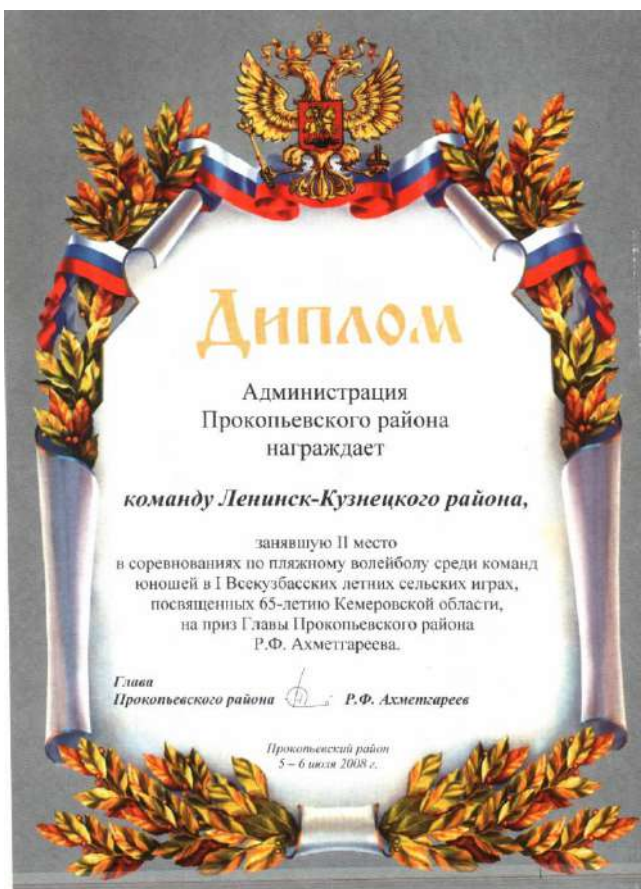 Диплом
Администрация
Прокопьевского района
награждает
команду Ленинск-Кузнецкого района,
занявшую II место
в соревнованиях по пляжному волейболу среди команд
юношей в I Всекузбасских летних сельских играх,
посвященных 65-летию Кемеровской области,
на приз Главы Прокопьевского района
Р.Ф. Ахметгареева.
Глава
Прокопьевского района Р.Ф. Ахметгареев
Прокопьевский район
5 – 6 июля 2008 г.